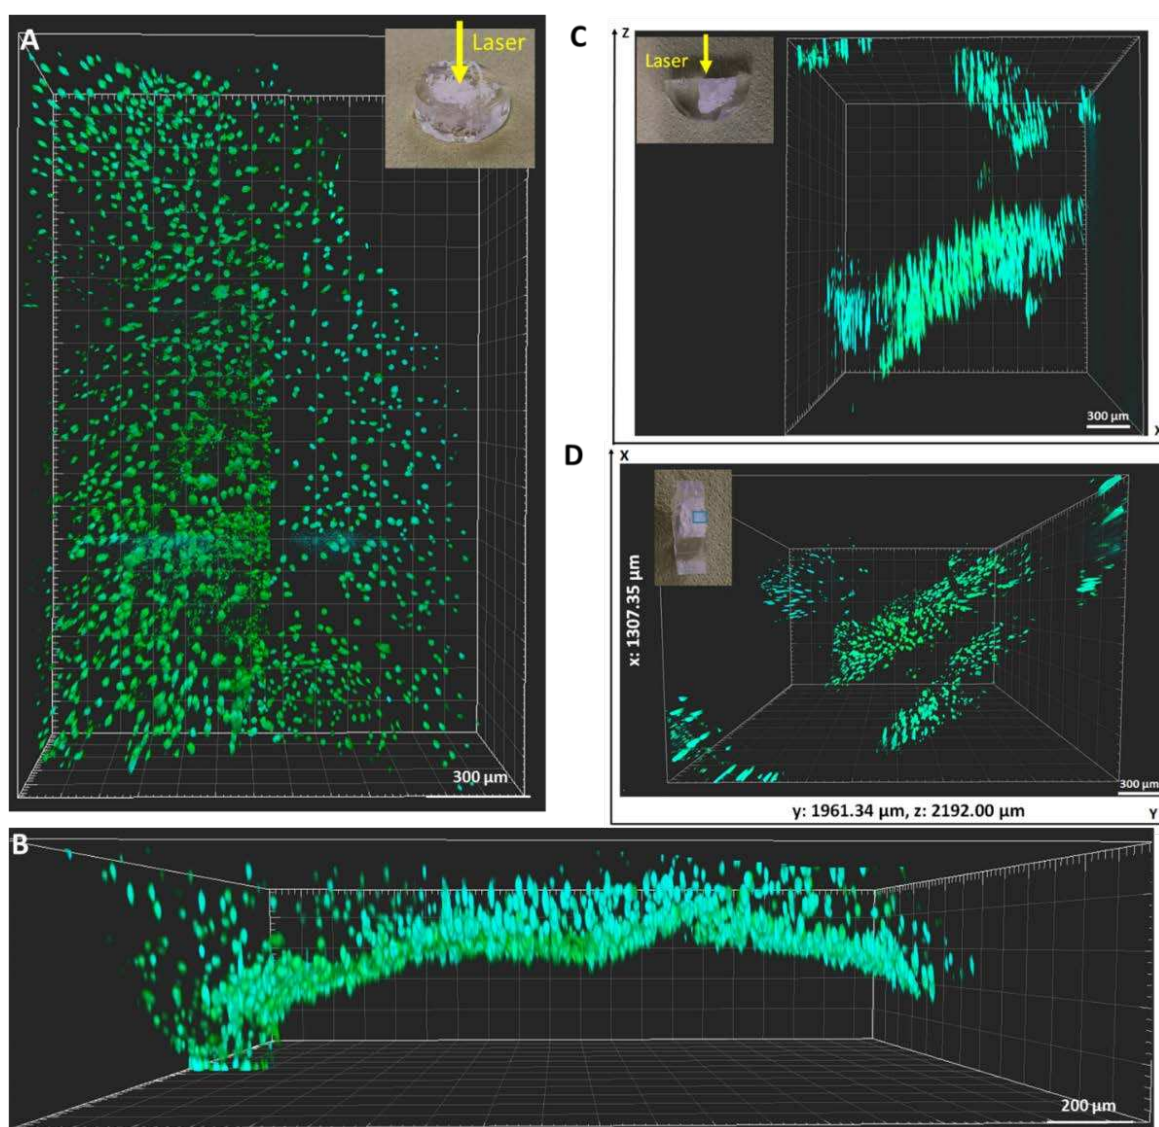 A
Laser
300 µm
B
200 µm
C
Z
Laser
300 µm
X
D
X
x: 1307.35 µm
300 µm
y: 1961.34 µm, z: 2192.00 µm
Y